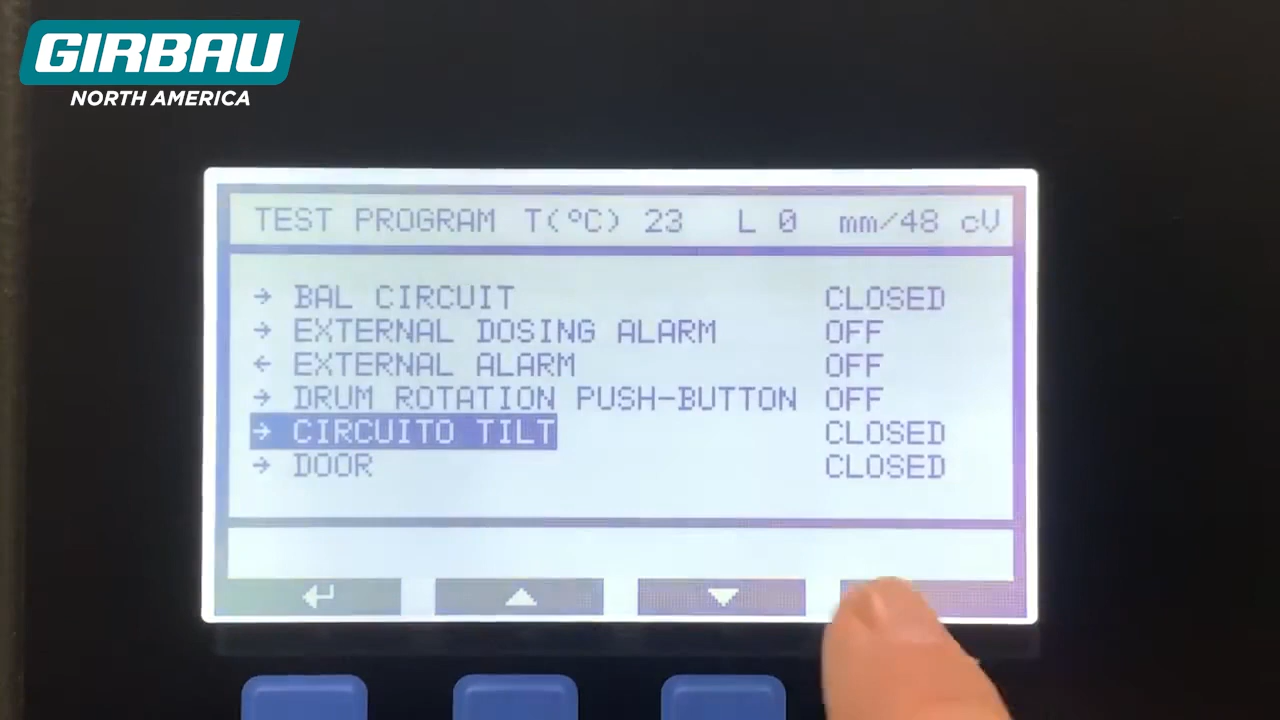 GIRBAU
NORTH AMERICA
TEST PROGRAM T(ºC) 23 L 0 mm/48 cV
→ BAL CIRCUIT CLOSED
→ EXTERNAL DOSING ALARM OFF
← EXTERNAL ALARM OFF
→ DRUM ROTATION PUSH-BUTTON OFF
→ CIRCUITO TILT CLOSED
→ DOOR CLOSED